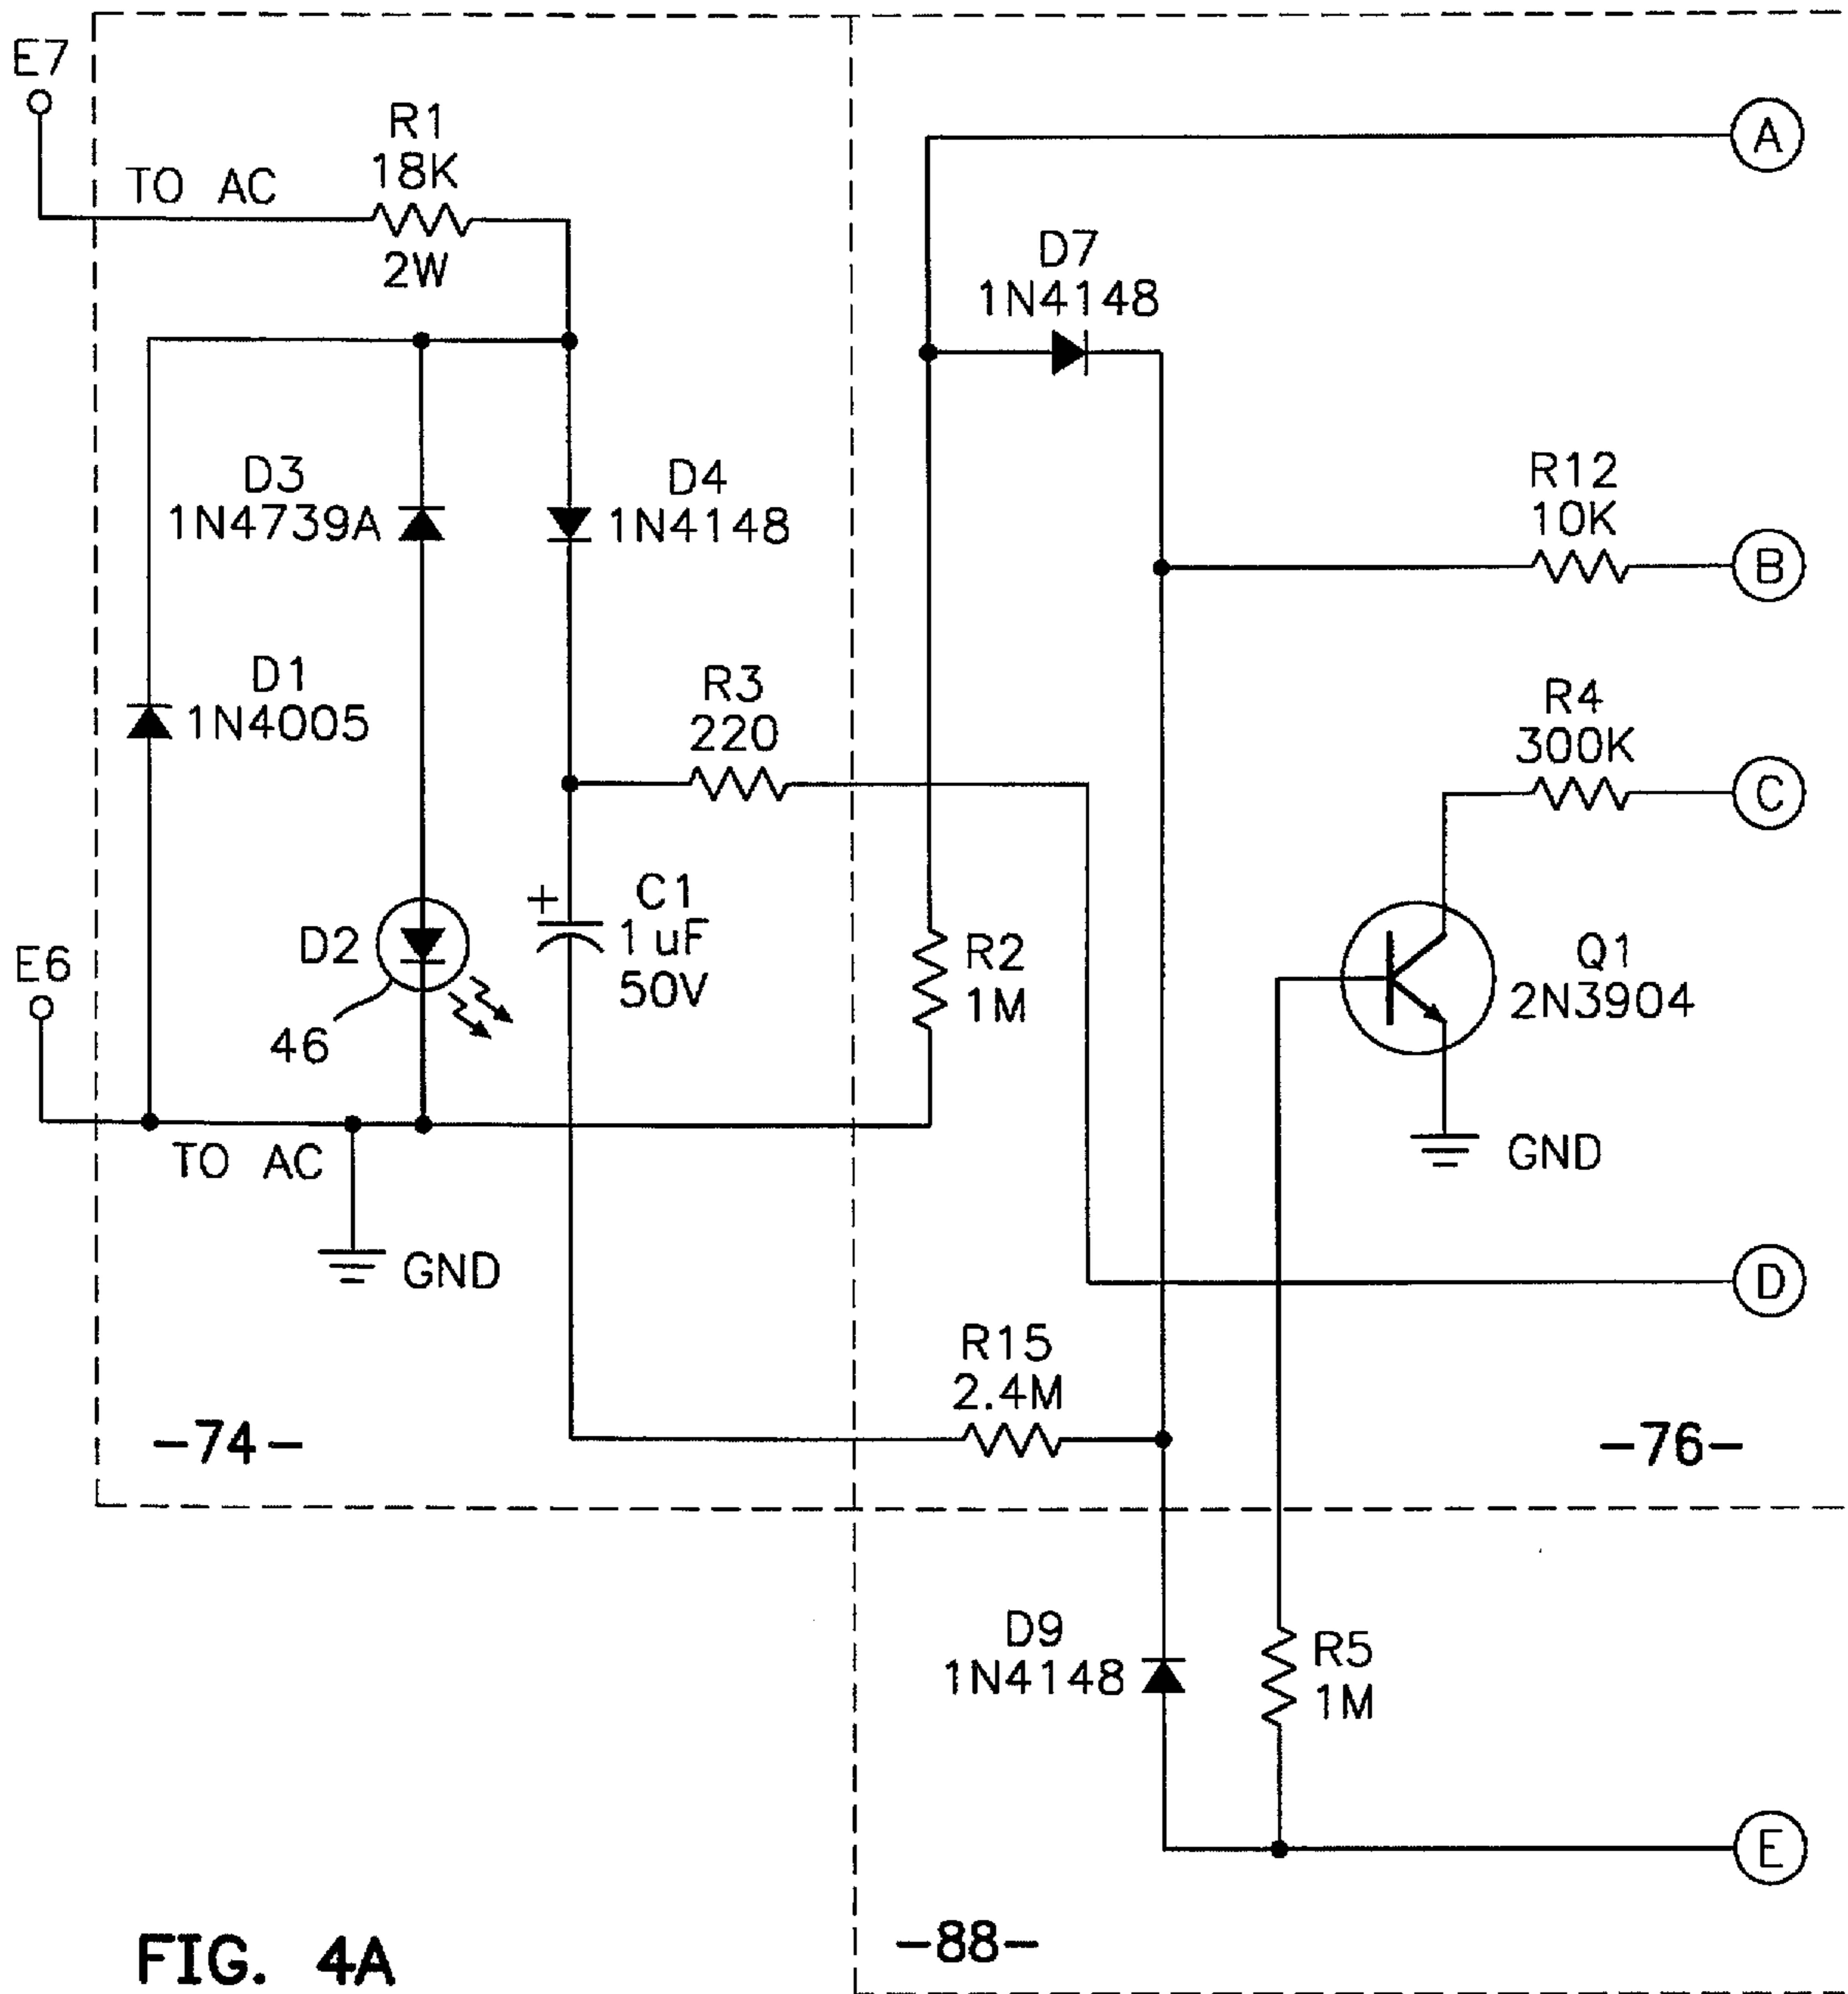 E7
TO AC
R1
18K
2W
A
D7
1N4148
D3
1N4739A
D4
1N4148
R12
10K
B
D1
1N4005
R3
220
R4
300K
C
E6
D2
46
+
C1
1 uF
50V
R2
1M
Q1
2N3904
TO AC
GND
GND
D
R15
2.4M
-74-
-76-
D9
1N4148
R5
1M
E
-88-
FIG. 4A